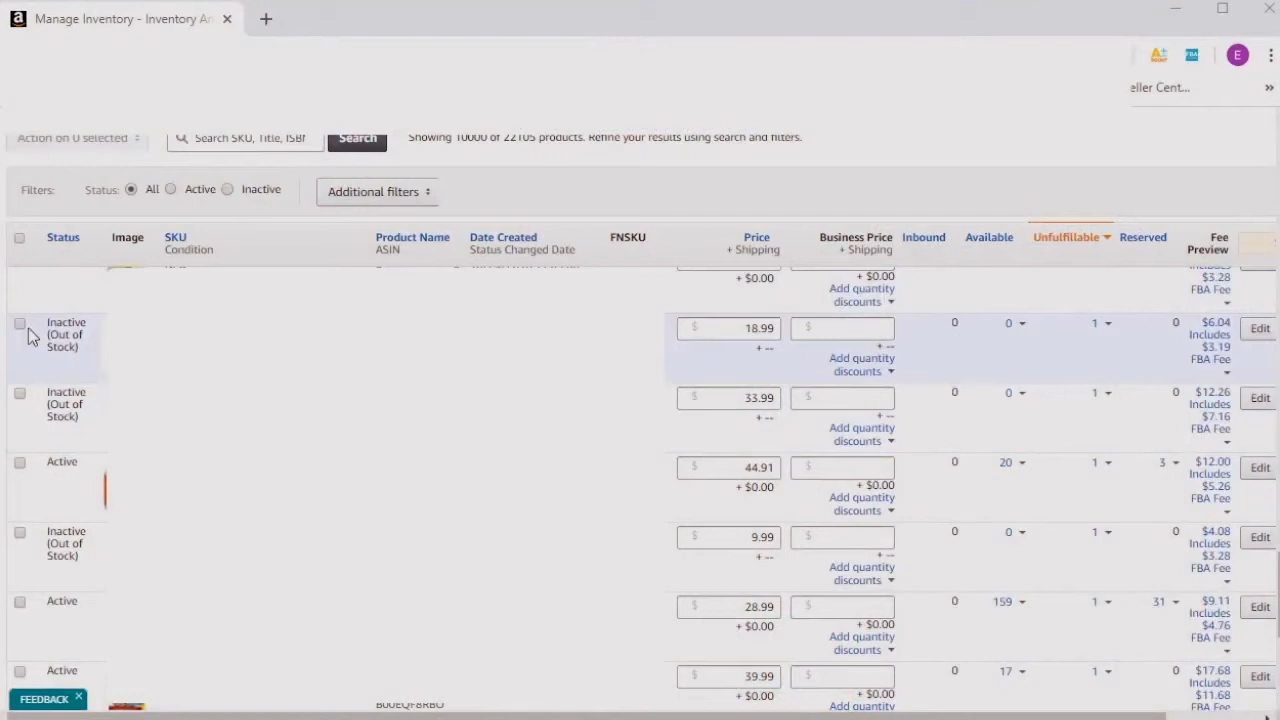 Manage Inventory - Inventory An
E
eller Cent...
»
Action on 0 selected
Search SKU, Title, ISBN
Search
Showing 10000 of 22105 products. Refine your results using search and filters.
Filters: Status: All Active Inactive Additional filters
Status Image SKU Product Name Date Created FNSKU Price Business Price Inbound Available Unfulfillable Reserved Fee
Condition ASIN Status Changed Date + Shipping + Shipping Preview
Includes
+ $0.00 + $0.00 $3.28
Add quantity FBA Fee
discounts
Inactive $ 18.99 $ 0 0 1 0 $6.04 Edit
(Out of Includes
Stock) + -- + -- $3.19
Add quantity FBA Fee
discounts
Inactive $ 33.99 $ 0 0 1 0 $12.26 Edit
(Out of Includes
Stock) + -- + -- $7.16
Add quantity FBA Fee
discounts
Active $ 44.91 $ 0 20 1 3 $12.00 Edit
Includes
+ $0.00 + $0.00 $5.26
Add quantity FBA Fee
discounts
Inactive $ 9.99 $ 0 0 1 0 $4.08 Edit
(Out of Includes
Stock) + -- + -- $3.28
Add quantity FBA Fee
discounts
Active $ 28.99 $ 0 159 1 31 $9.11 Edit
Includes
+ $0.00 + $0.00 $4.76
Add quantity FBA Fee
discounts
Active $ 39.99 $ 0 17 1 0 $17.68 Edit
Includes
+ $0.00 + $0.00 $11.68
Add quantity FBA Fee
FEEDBACK